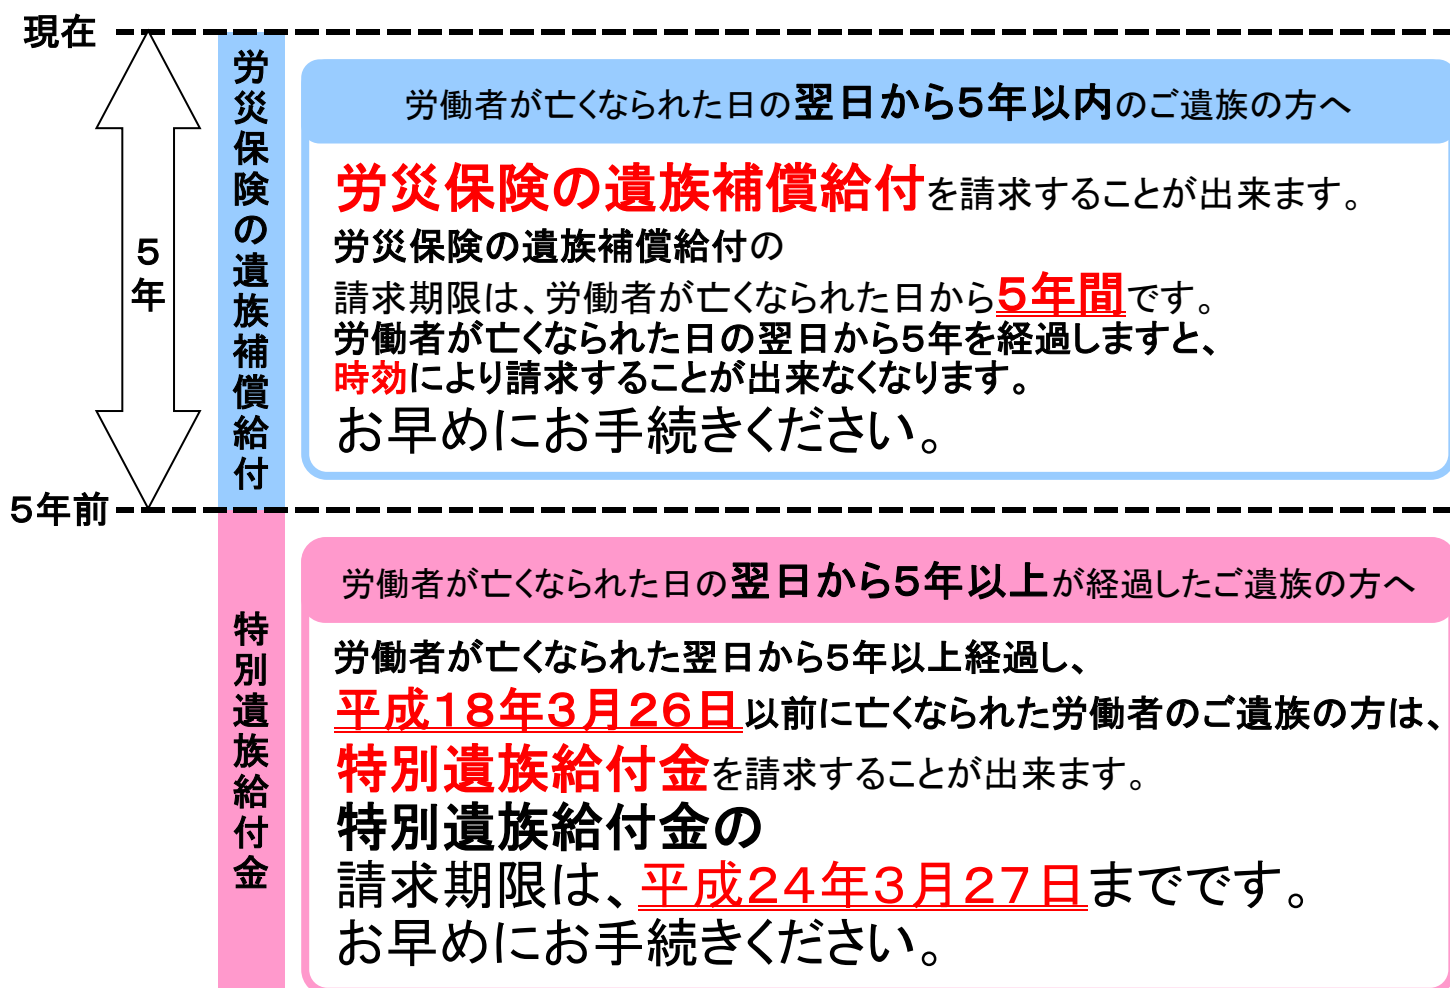 現在
5年
5年前
労災保険の遺族補償給付
労働者が亡くなられた日の翌日から5年以内のご遺族の方へ
労災保険の遺族補償給付を請求することが出来ます。
労災保険の遺族補償給付の
請求期限は、労働者が亡くなられた日から5年間です。
労働者が亡くなられた日の翌日から5年を経過しますと、
時効により請求することが出来なくなります。
お早めにお手続きください。
特別遺族給付金
労働者が亡くなられた日の翌日から5年以上が経過したご遺族の方へ
労働者が亡くなられた翌日から5年以上経過し、
平成18年3月26日以前に亡くなられた労働者のご遺族の方は、
特別遺族給付金を請求することが出来ます。
特別遺族給付金の
請求期限は、平成24年3月27日までです。
お早めにお手続きください。